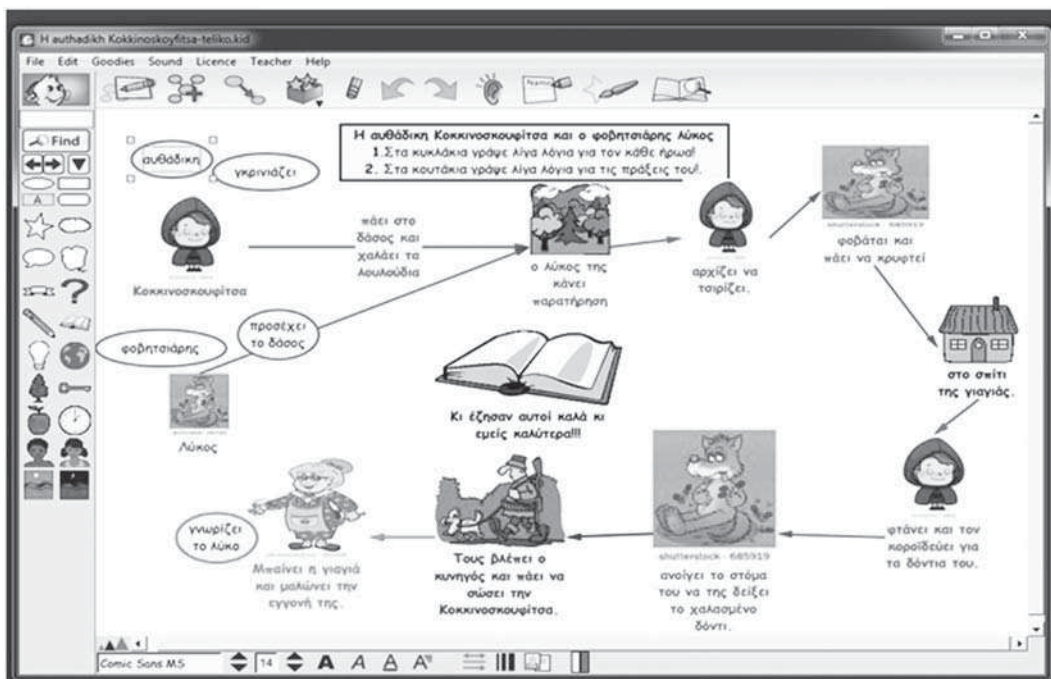 H authadikh Kokkinoskoyfitsa-teliko.kid
File Edit Goodies Sound Licence Teacher Help
Find
A
αυθάδικη
γκρινιάζει
Η αυθάδικη Κοκκινοσκουφίτσα και ο φοβητσιάρης λύκος
1.Στα κυκλάκια γράψε λίγα λόγια για τον κάθε ήρωα!
2. Στα κουτάκια γράψε λίγα λόγια για τις πράξεις του!.
Κοκκινοσκουφίτσα
πάει στο
δάσος και
χαλάει τα
λουλούδια
ο λύκος της
κάνει
παρατήρηση
αρχίζει να
τσιρίζει.
shutterstock · 685919
φοβάται και
πάει να κρυφτεί
φοβητσιάρης
προσέχει
το δάσος
Λύκος
στο σπίτι
της γιαγιάς.
Κι έζησαν αυτοί καλά κι
εμείς καλύτερα!!!
γνωρίζει
το λύκο
Μπαίνει η γιαγιά
και μαλώνει την
εγγονή της.
Τους βλέπει ο
κυνηγός και πάει να
σώσει την
Κοκκινοσκουφίτσα.
shutterstock · 685919
ανοίγει το στόμα
του να της δείξει
το χαλασμένο
δόντι.
φτάνει και τον
κοροϊδεύει για
τα δόντια του.
Comic Sans MS 14 A A A A